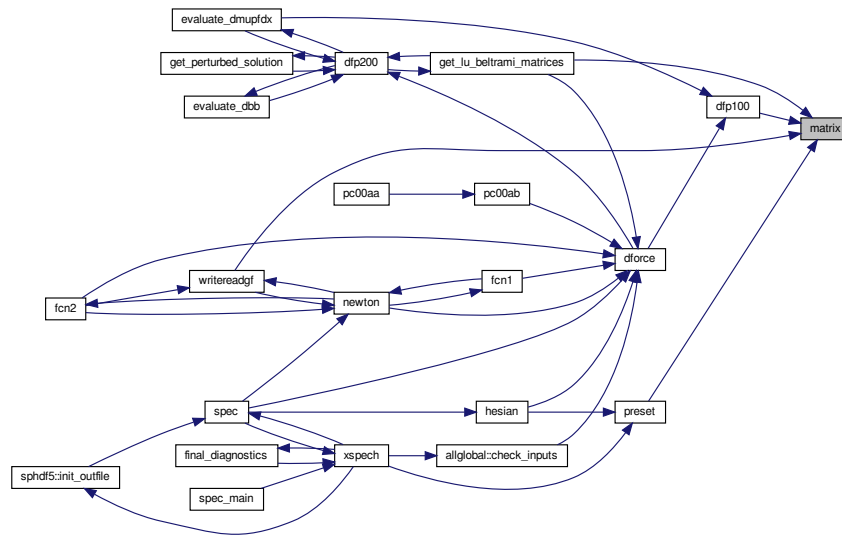 evaluate_dmupfdx
get_perturbed_solution
dfp200
get_lu_beltrami_matrices
evaluate_dbb
dfp100
matrix
pc00aa
pc00ab
dforce
writereadgf
fcn1
fcn2
newton
spec
hesian
preset
final_diagnostics
xspech
allglobal::check_inputs
sphdf5::init_outfile
spec_main